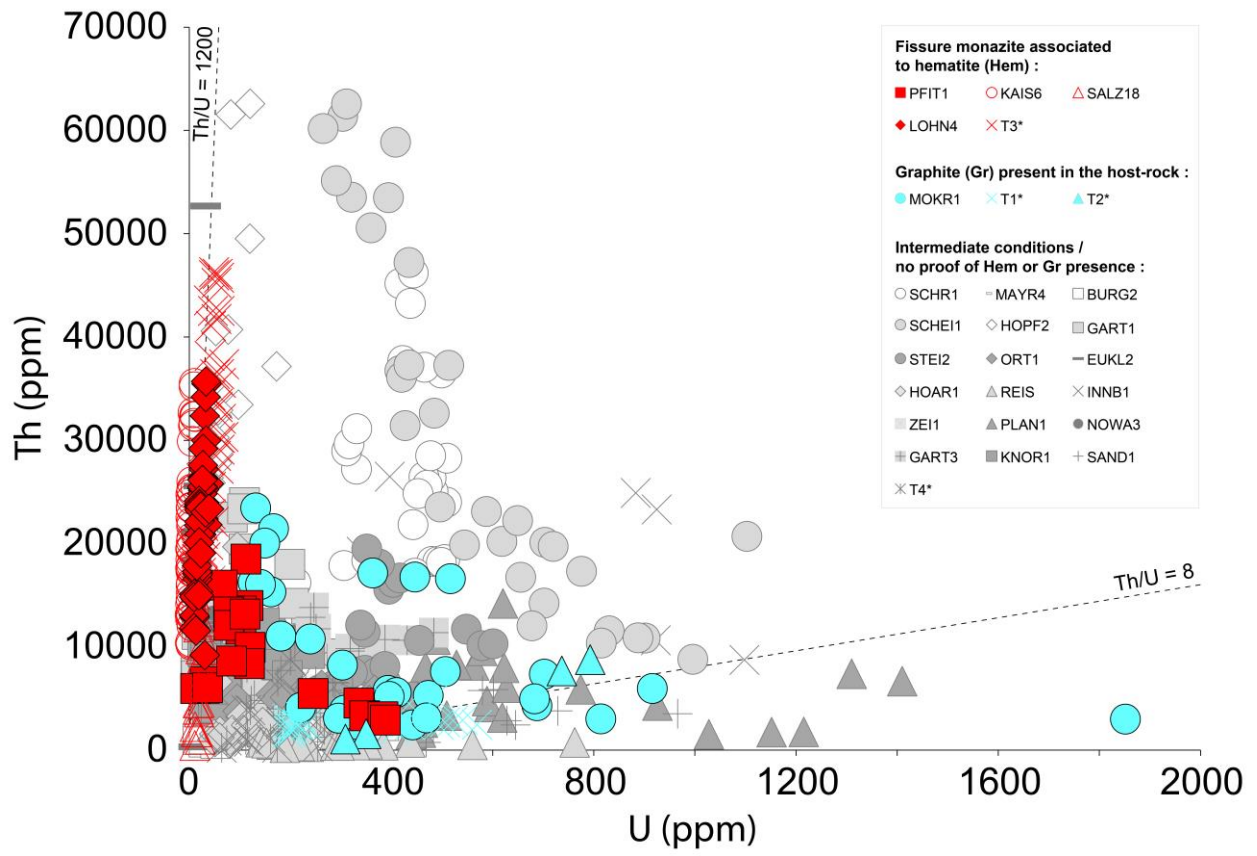 70000
60000
50000
40000
30000
20000
10000
0
Th (ppm)
0
400
800
1200
1600
2000
U (ppm)
Th/U = 1200
Th/U = 8
Fissure monazite associated
to hematite (Hem) :
PFIT1 KAIS6 SALZ18
LOHN4 T3*
Graphite (Gr) present in the host-rock :
MOKR1 T1* T2*
Intermediate conditions /
no proof of Hem or Gr presence :
SCHR1 MAYR4 BURG2
SCHEI1 HOPF2 GART1
STEI2 ORT1 EUKL2
HOAR1 REIS INNB1
ZEI1 PLAN1 NOWA3
GART3 KNOR1 SAND1
T4*